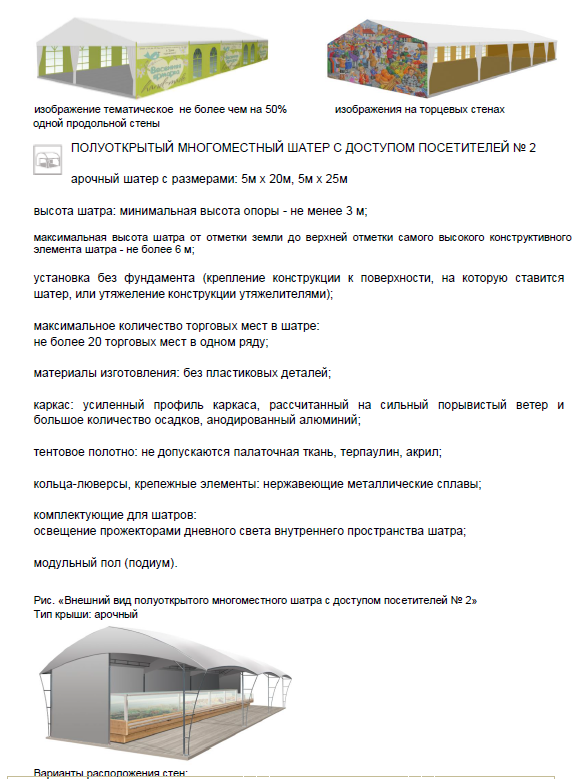 Весенняя
ярмарка
изображение тематическое не более чем на 50%
одной продольной стены
изображения на торцевых стенах
ПОЛУОТКРЫТЫЙ МНОГОМЕСТНЫЙ ШАТЕР С ДОСТУПОМ ПОСЕТИТЕЛЕЙ № 2
арочный шатер с размерами: 5м х 20м, 5м х 25м
высота шатра: минимальная высота опоры - не менее 3 м;
максимальная высота шатра от отметки земли до верхней отметки самого высокого конструктивного
элемента шатра - не более 6 м;
установка без фундамента (крепление конструкции к поверхности, на которую ставится
шатер, или утяжеление конструкции утяжелителями);
максимальное количество торговых мест в шатре:
не более 20 торговых мест в одном ряду;
материалы изготовления: без пластиковых деталей;
каркас: усиленный профиль каркаса, рассчитанный на сильный порывистый ветер и
большое количество осадков, анодированный алюминий;
тентовое полотно: не допускаются палаточная ткань, терпаулин, акрил;
кольца-люверсы, крепежные элементы: нержавеющие металлические сплавы;
комплектующие для шатров:
освещение прожекторами дневного света внутреннего пространства шатра;
модульный пол (подиум).
Рис. «Внешний вид полуоткрытого многоместного шатра с доступом посетителей № 2»
Тип крыши: арочный
Варианты расположения стен: